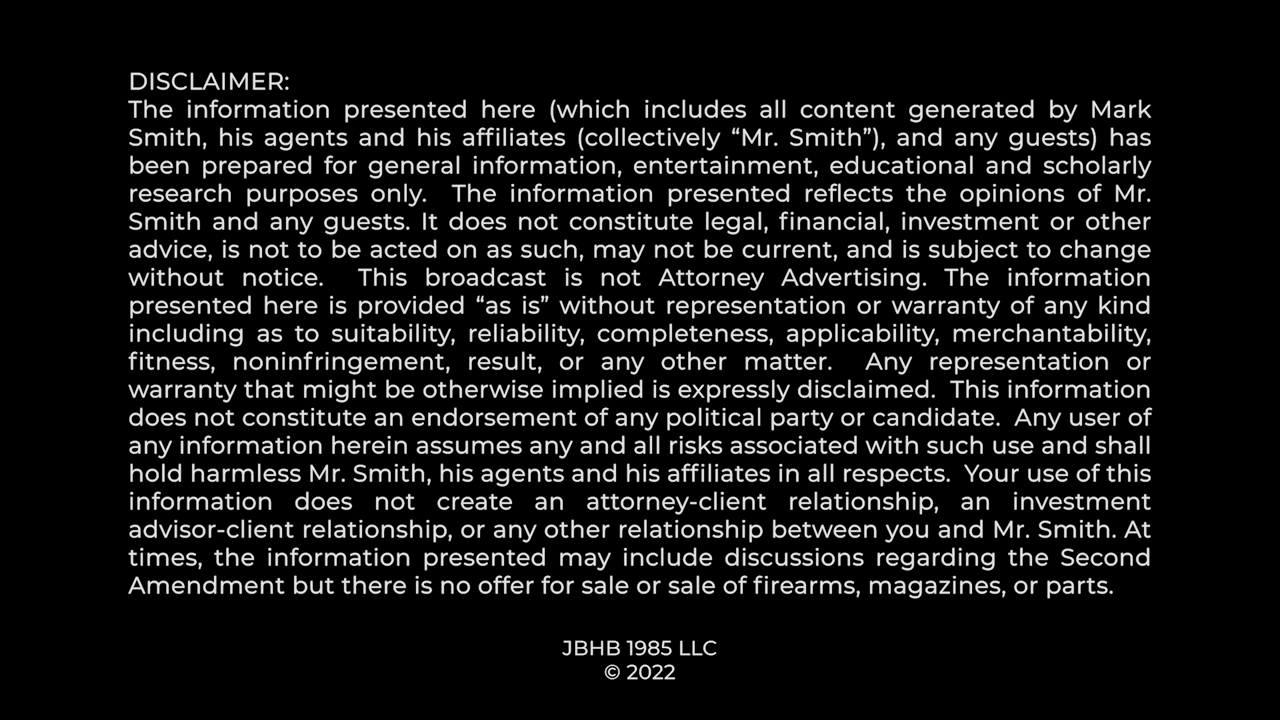 DISCLAIMER:
The information presented here (which includes all content generated by Mark
Smith, his agents and his affiliates (collectively “Mr. Smith”), and any guests) has
been prepared for general information, entertainment, educational and scholarly
research purposes only.  The information presented reflects the opinions of Mr.
Smith and any guests. It does not constitute legal, financial, investment or other
advice, is not to be acted on as such, may not be current, and is subject to change
without notice.  This broadcast is not Attorney Advertising. The information
presented here is provided “as is” without representation or warranty of any kind
including as to suitability, reliability, completeness, applicability, merchantability,
fitness, noninfringement, result, or any other matter.  Any representation or
warranty that might be otherwise implied is expressly disclaimed.  This information
does not constitute an endorsement of any political party or candidate.  Any user of
any information herein assumes any and all risks associated with such use and shall
hold harmless Mr. Smith, his agents and his affiliates in all respects.  Your use of this
information does not create an attorney-client relationship, an investment
advisor-client relationship, or any other relationship between you and Mr. Smith. At
times, the information presented may include discussions regarding the Second
Amendment but there is no offer for sale or sale of firearms, magazines, or parts.
JBHB 1985 LLC
© 2022